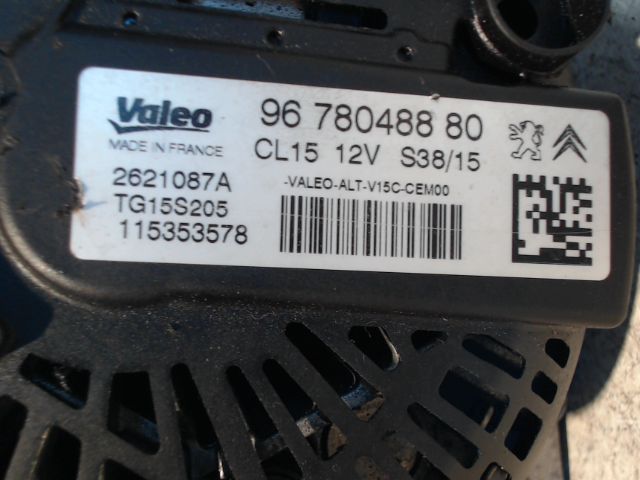 Valeo 96 780488 80
MADE IN FRANCE CL15 12V S38/15
2621087A -VALEO-ALT-V15C-CEM00
TG15S205
115353578